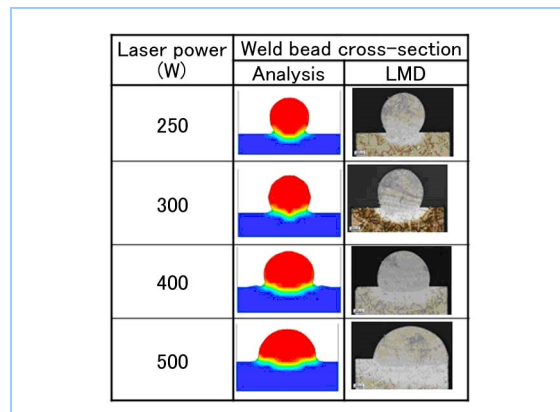 Laser power
(W)
Weld bead cross-section
Analysis
LMD
250
300
400
500